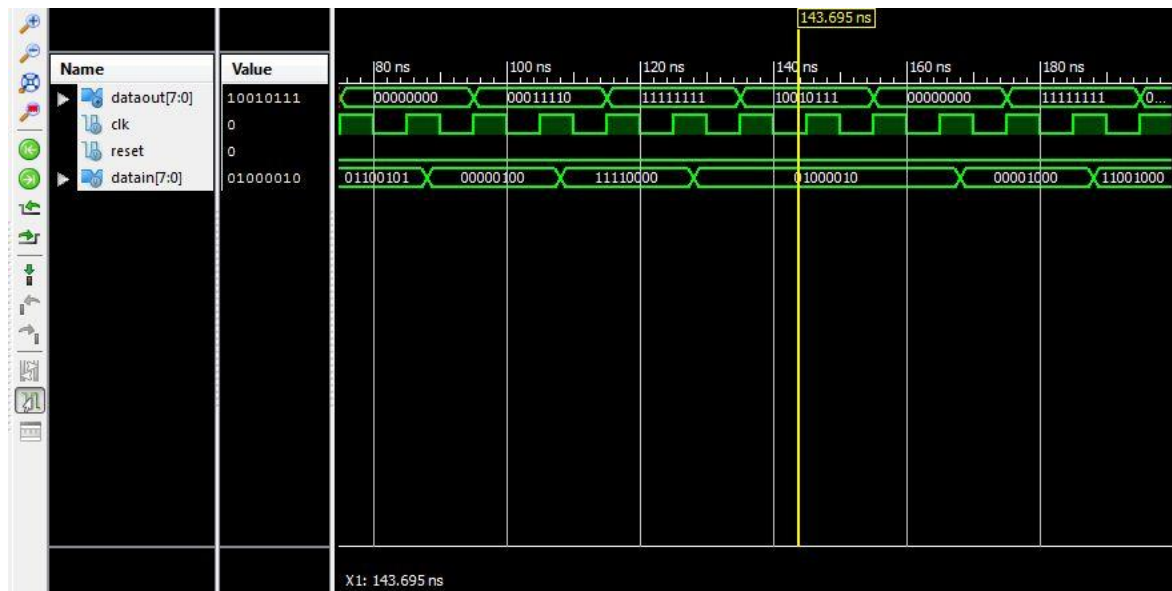 143.695 ns
Name Value
80 ns 100 ns 120 ns 140 ns 160 ns 180 ns
dataout[7:0] 10010111 00000000 00011110 11111111 10010111 00000000 11111111 0...
clk 0
reset 0
datain[7:0] 01000010 01100101 00000100 11110000 01000010 00001000 11001000
X1: 143.695 ns